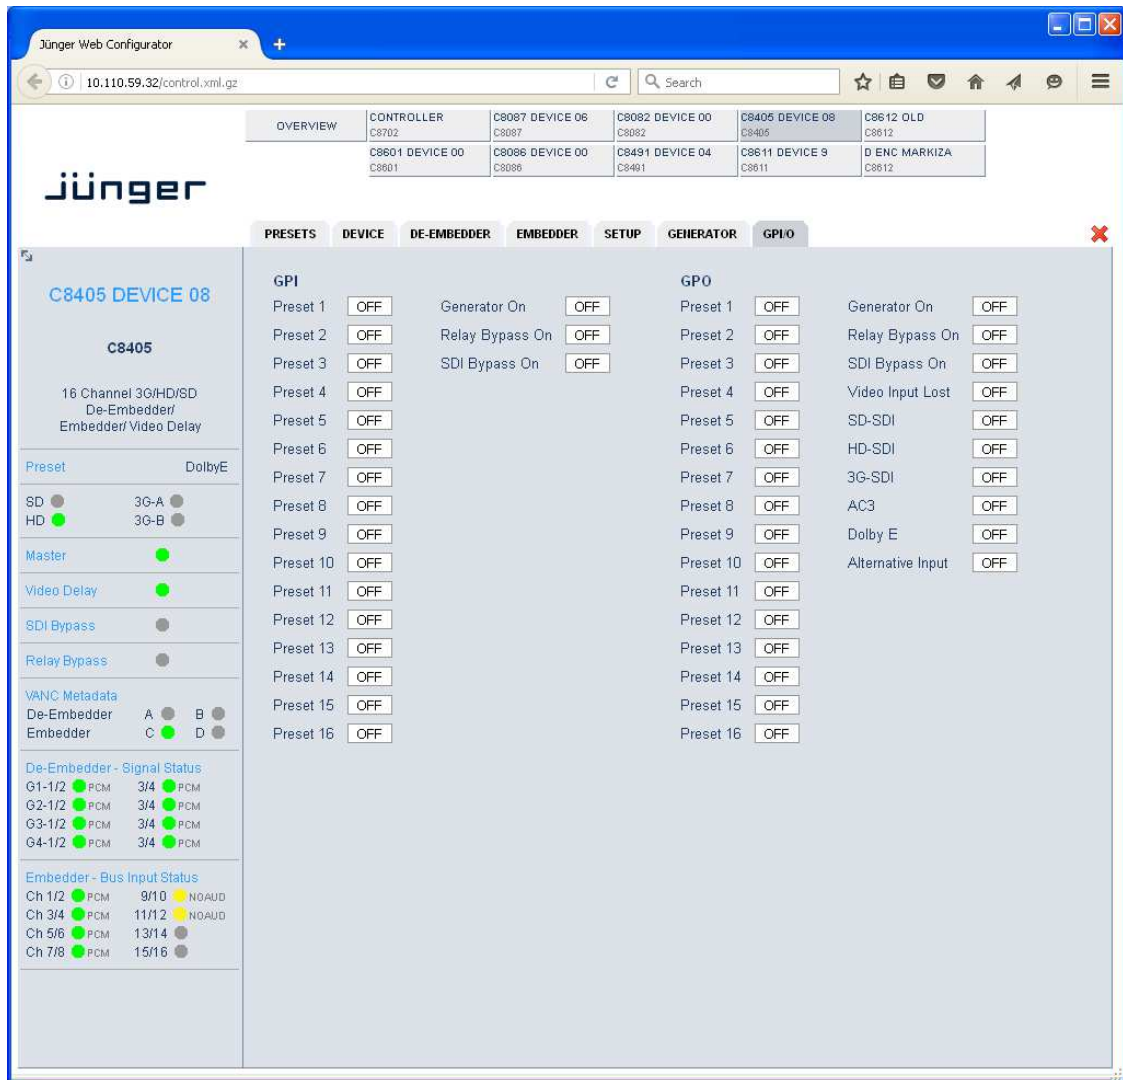 Jünger Web Configurator
10.110.59.32/control.xml.gz
Search
OVERVIEW
CONTROLLER
C8702
C8087 DEVICE 06
C8087
C8082 DEVICE 00
C8082
C8405 DEVICE 08
C8405
C8612 OLD
C8612
C8601 DEVICE 00
C8601
C8086 DEVICE 00
C8086
C8491 DEVICE 04
C8491
C8611 DEVICE 9
C8611
D ENC MARKIZA
C8612
jünger
PRESETS DEVICE DE-EMBEDDER EMBEDDER SETUP GENERATOR GPI/O
C8405 DEVICE 08
C8405
16 Channel 3G/HD/SD
De-Embedder/
Embedder/ Video Delay
Preset DolbyE
SD 3G-A
HD 3G-B
Master
Video Delay
SDI Bypass
Relay Bypass
VANC Metadata
De-Embedder A B
Embedder C D
De-Embedder - Signal Status
G1-1/2 PCM 3/4 PCM
G2-1/2 PCM 3/4 PCM
G3-1/2 PCM 3/4 PCM
G4-1/2 PCM 3/4 PCM
Embedder - Bus Input Status
Ch 1/2 PCM 9/10 NOAUD
Ch 3/4 PCM 11/12 NOAUD
Ch 5/6 PCM 13/14
Ch 7/8 PCM 15/16
GPI
Preset 1 OFF Generator On OFF
Preset 2 OFF Relay Bypass On OFF
Preset 3 OFF SDI Bypass On OFF
Preset 4 OFF
Preset 5 OFF
Preset 6 OFF
Preset 7 OFF
Preset 8 OFF
Preset 9 OFF
Preset 10 OFF
Preset 11 OFF
Preset 12 OFF
Preset 13 OFF
Preset 14 OFF
Preset 15 OFF
Preset 16 OFF
GPO
Preset 1 OFF Generator On OFF
Preset 2 OFF Relay Bypass On OFF
Preset 3 OFF SDI Bypass On OFF
Preset 4 OFF Video Input Lost OFF
Preset 5 OFF SD-SDI OFF
Preset 6 OFF HD-SDI OFF
Preset 7 OFF 3G-SDI OFF
Preset 8 OFF AC3 OFF
Preset 9 OFF Dolby E OFF
Preset 10 OFF Alternative Input OFF
Preset 11 OFF
Preset 12 OFF
Preset 13 OFF
Preset 14 OFF
Preset 15 OFF
Preset 16 OFF